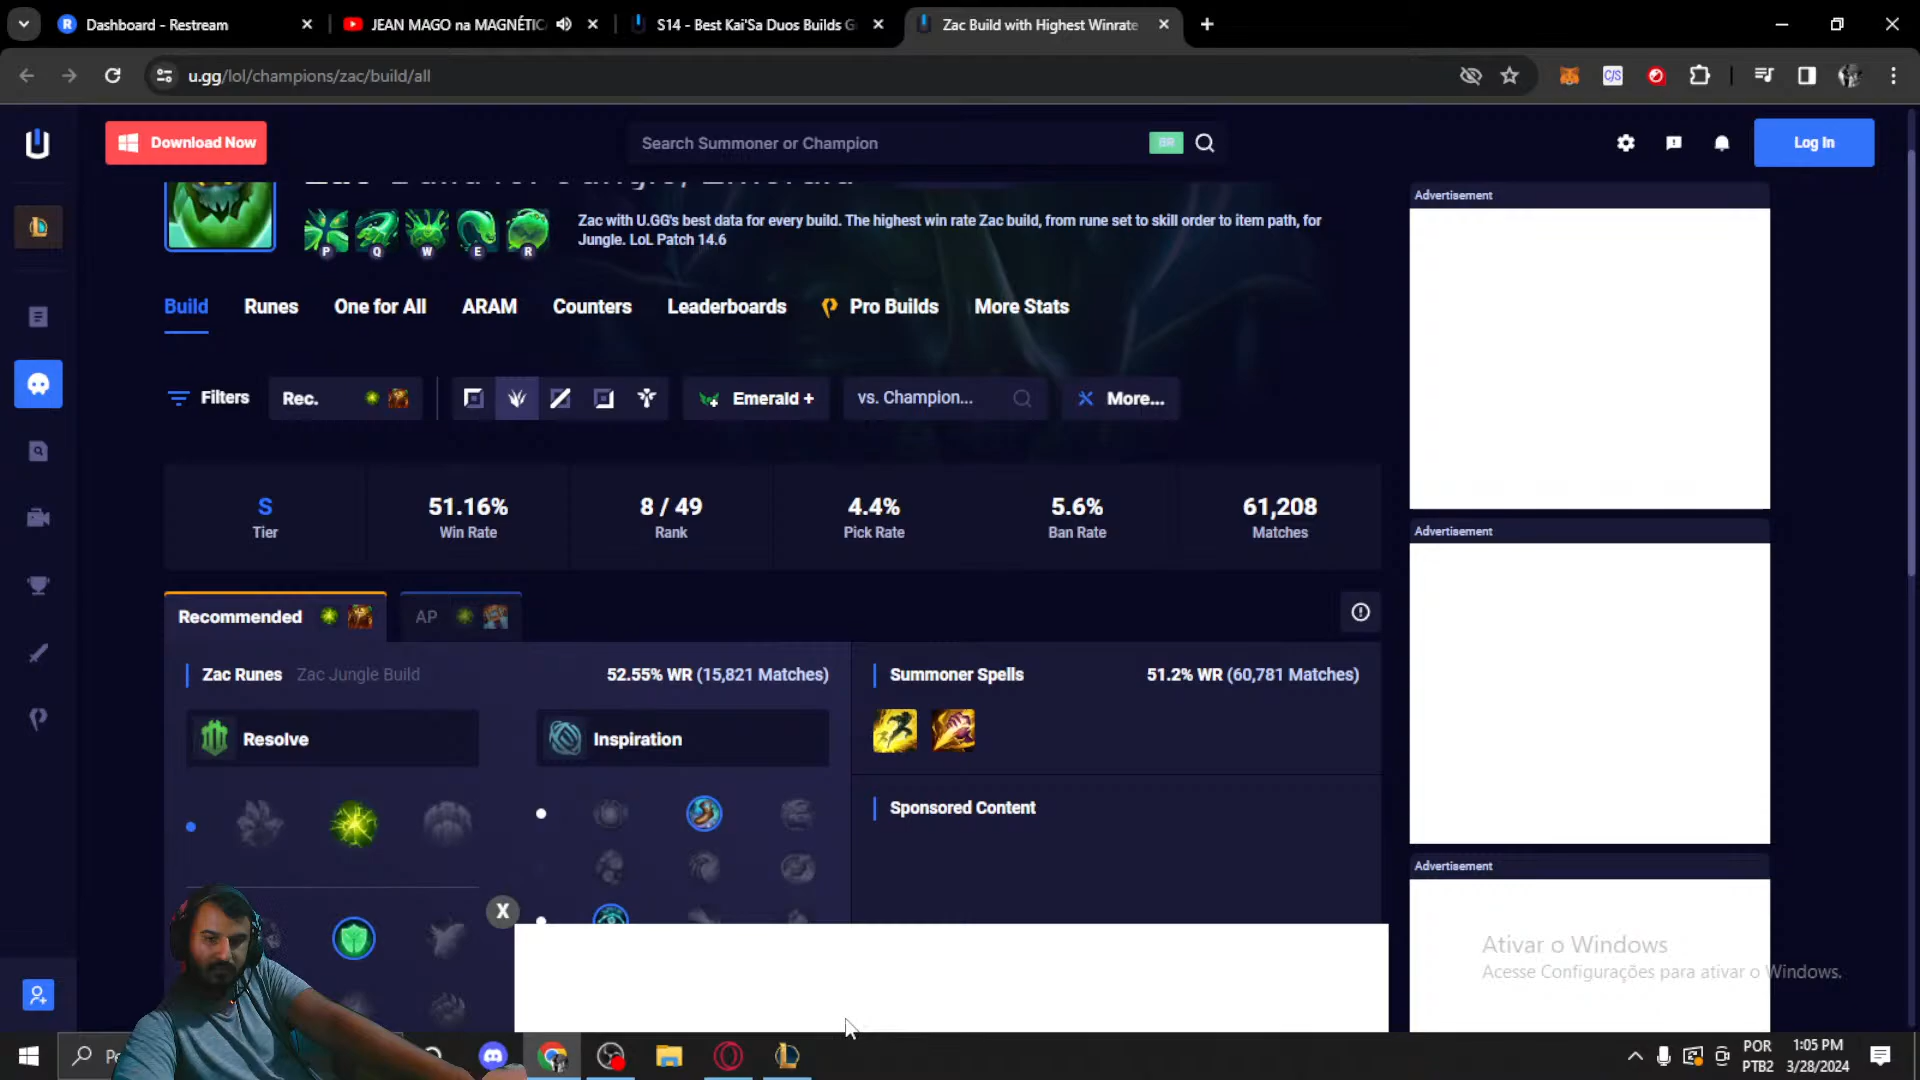 Dashboard - Restream
JEAN MAGO na MAGNÉTIC
S14 - Best Kai'Sa Duos Builds G
Zac Build with Highest Winrate
u.gg/lol/champions/zac/build/all
Download Now
Search Summoner or Champion
BR
Log In
Zac Build for Jungle, Emerald
P Q W E R
Zac with U.GG's best data for every build. The highest win rate Zac build, from rune set to skill order to item path, for
Jungle. LoL Patch 14.6
Advertisement
Build Runes One for All ARAM Counters Leaderboards Pro Builds More Stats
Filters Rec. Emerald + vs. Champion... More...
S 51.16% 8 / 49 4.4% 5.6% 61,208
Tier Win Rate Rank Pick Rate Ban Rate Matches
Advertisement
Recommended AP
Zac Runes Zac Jungle Build 52.55% WR (15,821 Matches)
Summoner Spells 51.2% WR (60,781 Matches)
Resolve Inspiration
Sponsored Content
Advertisement
X
Ativar o Windows
Acesse Configurações para ativar o Windows.
POR
PTB2
1:05 PM
3/28/2024